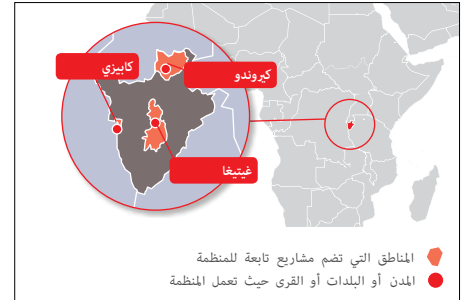 كابيزي
كيروندو
غيتيغا
المناطق التي تضم مشاريع تابعة للمنظمة
المدن أو البلدات أو القرى حيث تعمل المنظمة